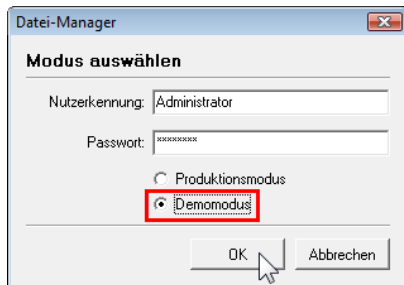 Datei-Manager
Modus auswählen
Nutzerkennung: Administrator
Passwort: ********
Produktionsmodus
Demomodus
OK Abbrechen